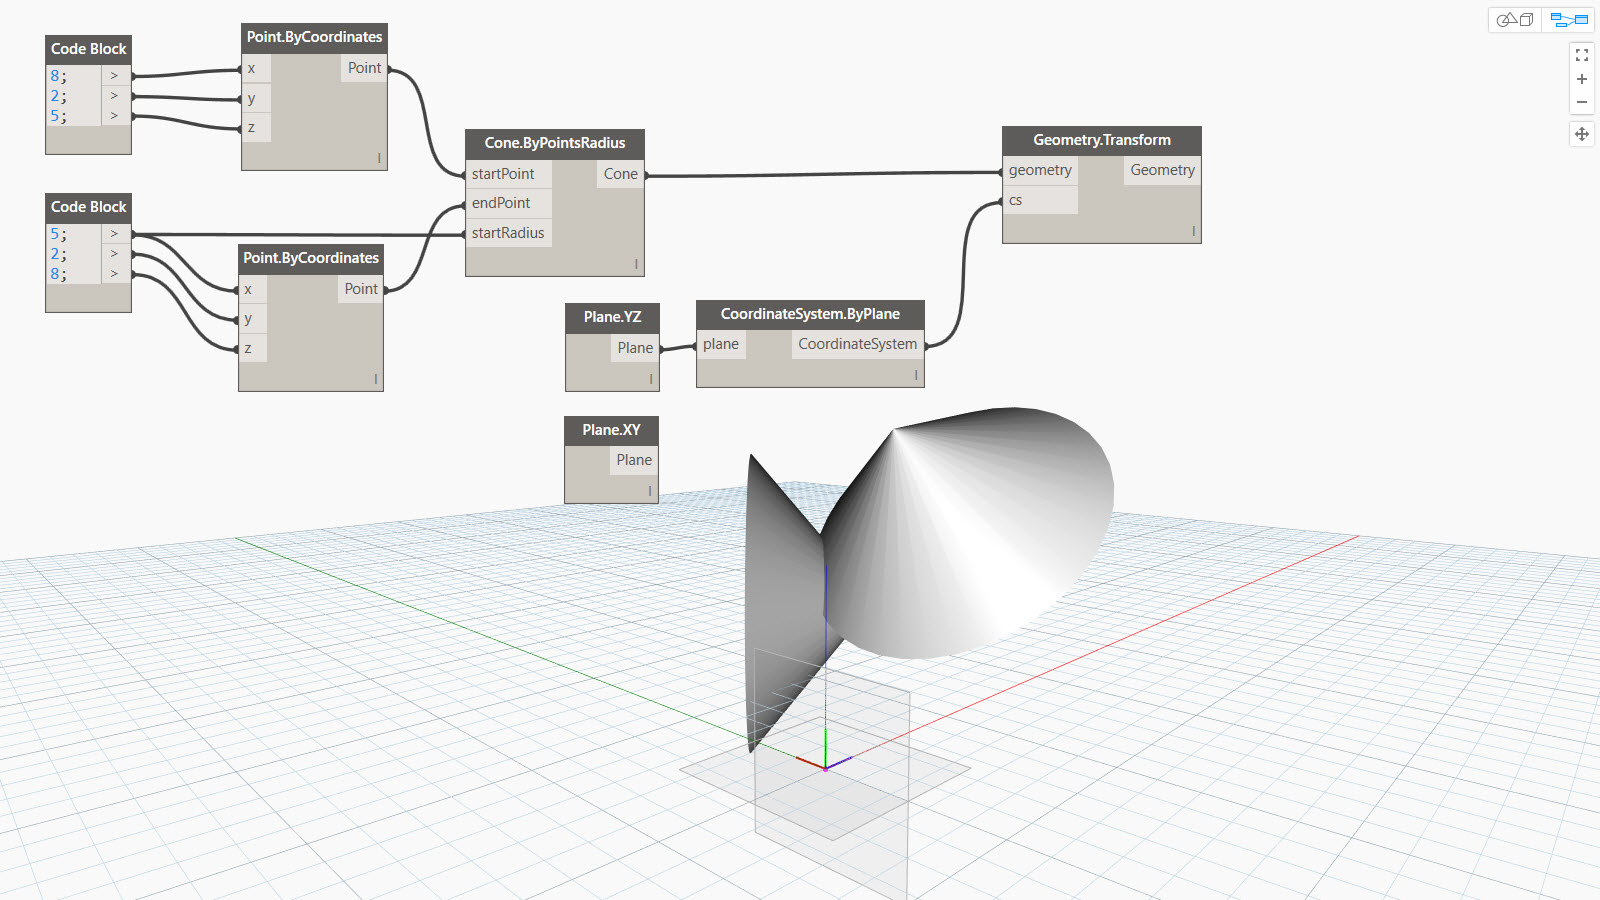 Code Block
8; >
2; >
5; >
Point.ByCoordinates
x Point
y
z
l
Code Block
5; >
2; >
8; >
Point.ByCoordinates
x Point
y
z
l
Cone.ByPointsRadius
startPoint Cone
endPoint
startRadius
l
Plane.YZ
Plane
l
CoordinateSystem.ByPlane
plane CoordinateSystem
l
Plane.XY
Plane
l
Geometry.Transform
geometry Geometry
cs
l